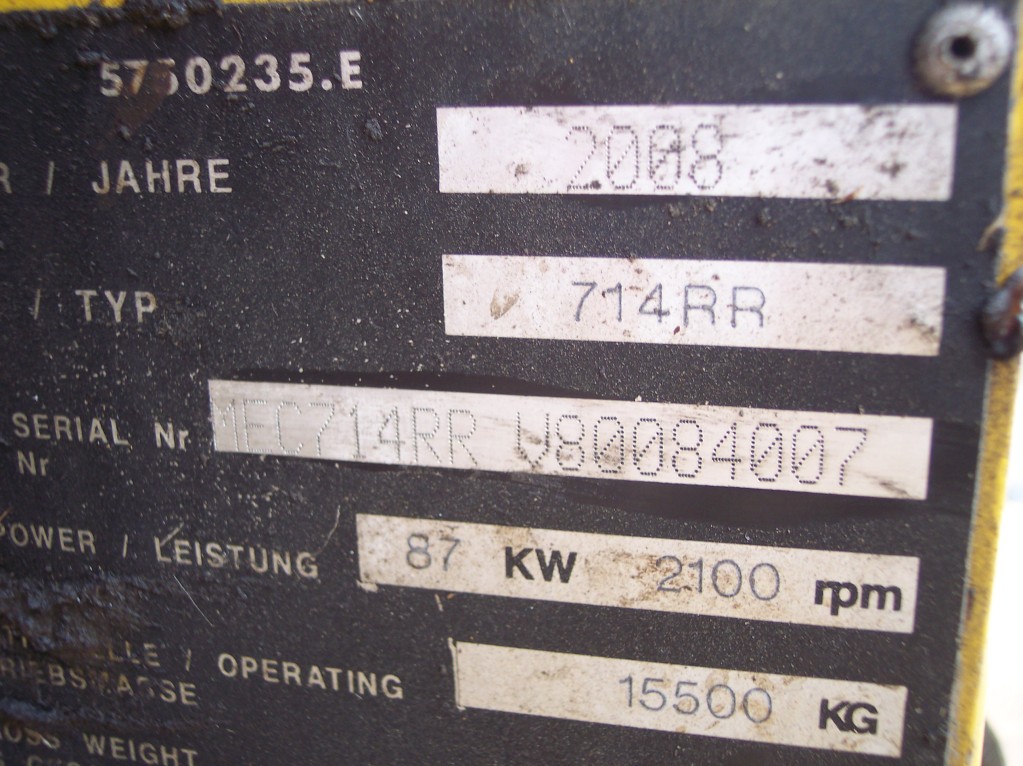 5750235.E
R / JAHRE 2008
/ TYP 714RR
SERIAL Nr MEC714RR W80084007
Nr
POWER / LEISTUNG 87 KW 2100 rpm
/ OPERATING 15500 KG
WEIGHT